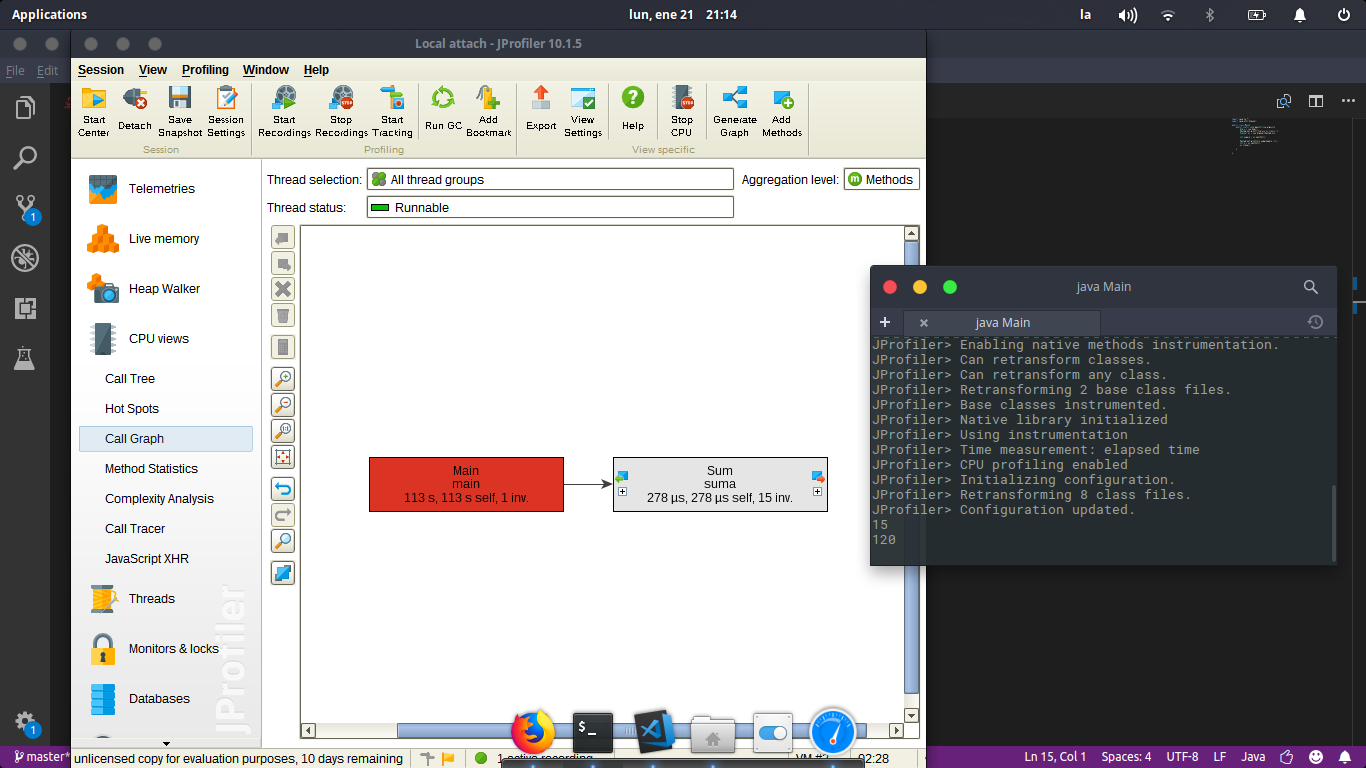 Applications
lun, ene 21 21:14
la
Local attach - JProfiler 10.1.5
File Edit
Session View Profiling Window Help
Start Center
Detach
Save Snapshot
Session Settings
Start Recordings
Stop Recordings
Start Tracking
Run GC
Add Bookmark
Export
View Settings
Help
Stop CPU
Generate Graph
Add Methods
Session
Profiling
View specific
Telemetries
Live memory
Heap Walker
CPU views
Call Tree
Hot Spots
Call Graph
Method Statistics
Complexity Analysis
Call Tracer
JavaScript XHR
Threads
Monitors & locks
Databases
JProfiler
Thread selection: All thread groups
Aggregation level: Methods
Thread status: Runnable
Main
main
113 s, 113 s self, 1 inv.
Sum
suma
278 µs, 278 µs self, 15 inv.
java Main
java Main
JProfiler> Enabling native methods instrumentation.
JProfiler> Can retransform classes.
JProfiler> Can retransform any class.
JProfiler> Retransforming 2 base class files.
JProfiler> Base classes instrumented.
JProfiler> Native library initialized
JProfiler> Using instrumentation
JProfiler> Time measurement: elapsed time
JProfiler> CPU profiling enabled
JProfiler> Initializing configuration.
JProfiler> Retransforming 8 class files.
JProfiler> Configuration updated.
15
120
1
1
master*
unlicensed copy for evaluation purposes, 10 days remaining
1 active recording
VM #2
02:28
Ln 15, Col 1
Spaces: 4
UTF-8
LF
Java